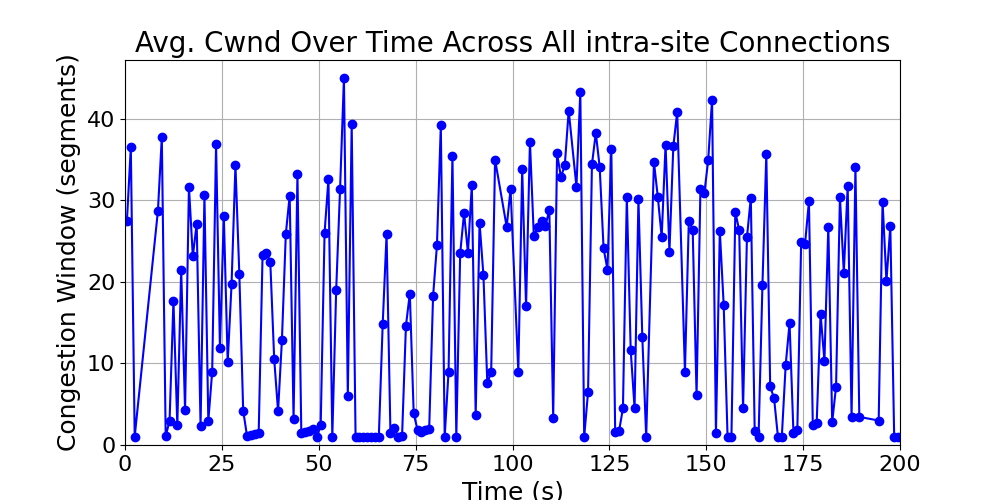 Avg. Cwnd Over Time Across All intra-site Connections
Congestion Window (segments)
40
30
20
10
0
0 25 50 75 100 125 150 175 200
Time (s)